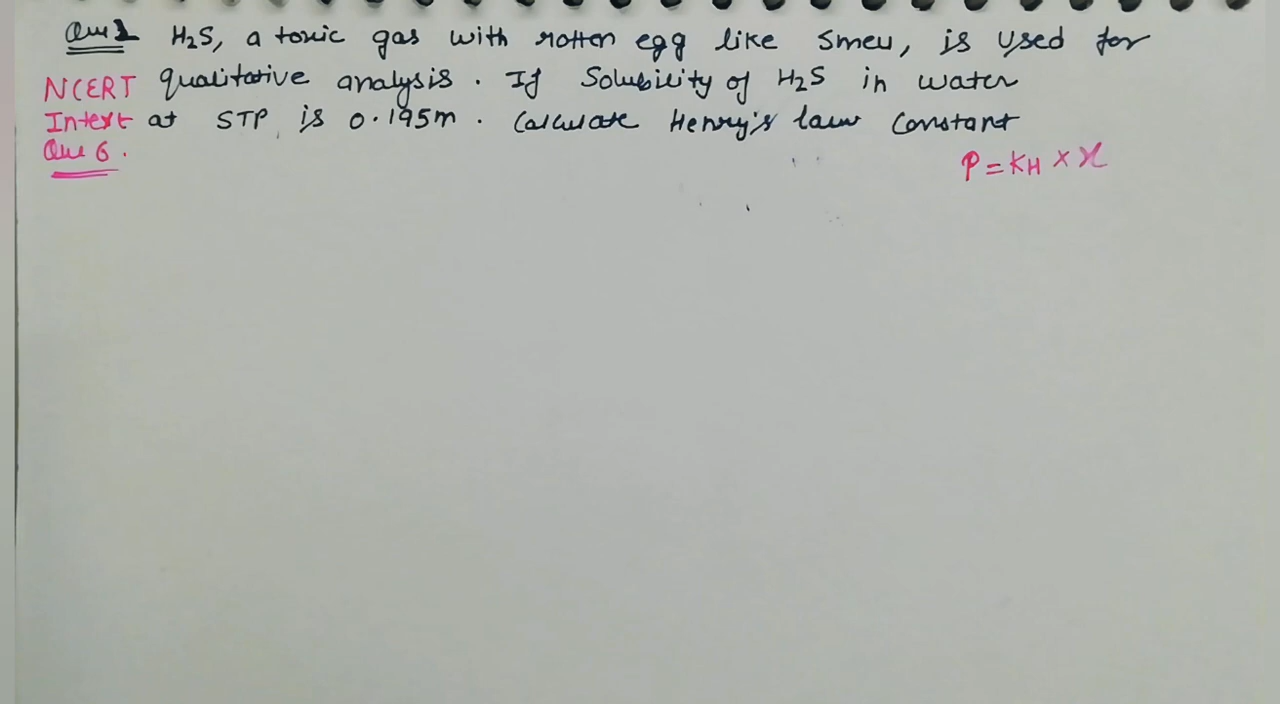 Que 1 H₂S, a toxic gas with rotten egg like smell, is used for
NCERT qualitative analysis. If Solubility of H₂S in water
Intext at STP is 0.195m. Calculate Henry's law constant
Que 6.
P = KH × x